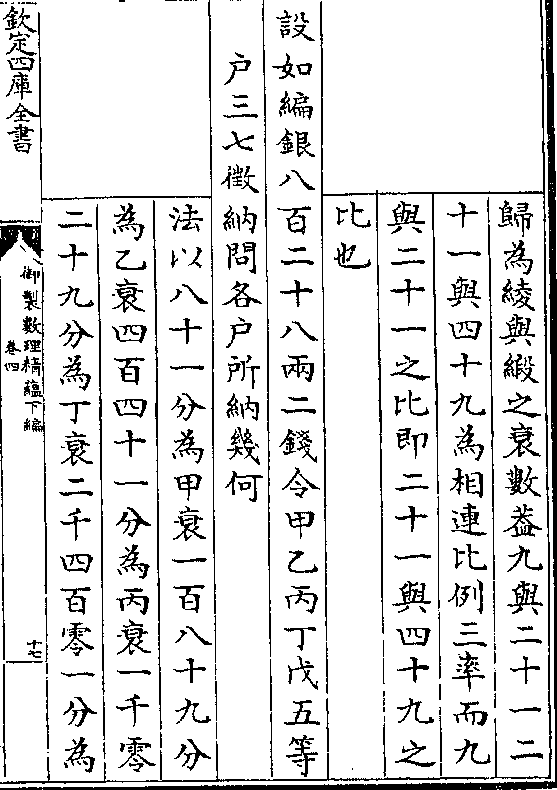 歸為綾與緞之衰數葢九與二十一二
十一與四十九為相連比例三率而九
與二十一之比即二十一與四十九之
比也
設如編銀八百二十八兩二錢令甲乙丙丁戊五等
户三七徵納問各户所納幾何
法以八十一分為甲衰一百八十九分
為乙衰四百四十一分為丙衰一千零
二十九分為丁衰二千四百零一分為
欽定四庫全書
御製數理精蘊下編
卷四
十七